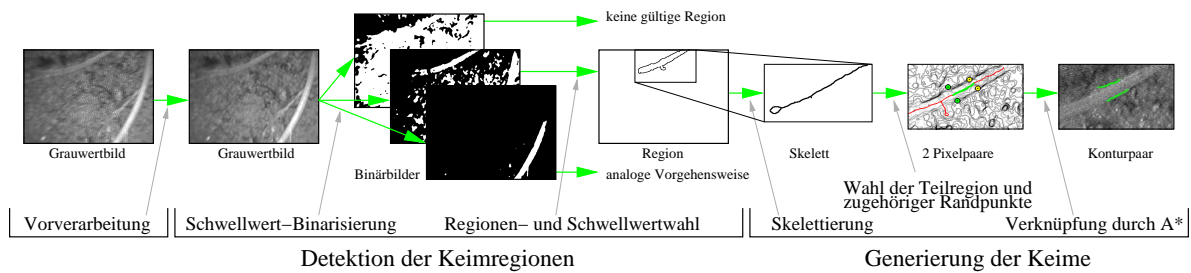 keine gültige Region
Grauwertbild
Grauwertbild
Binärbilder
Region
analoge Vorgehensweise
Skelett
2 Pixelpaare
Konturpaar
Wahl der Teilregion und
zugehöriger Randpunkte
Vorverarbeitung
Schwellwert−Binarisierung
Regionen− und Schwellwertwahl
Skelettierung
Verknüpfung durch A*
Detektion der Keimregionen
Generierung der Keime